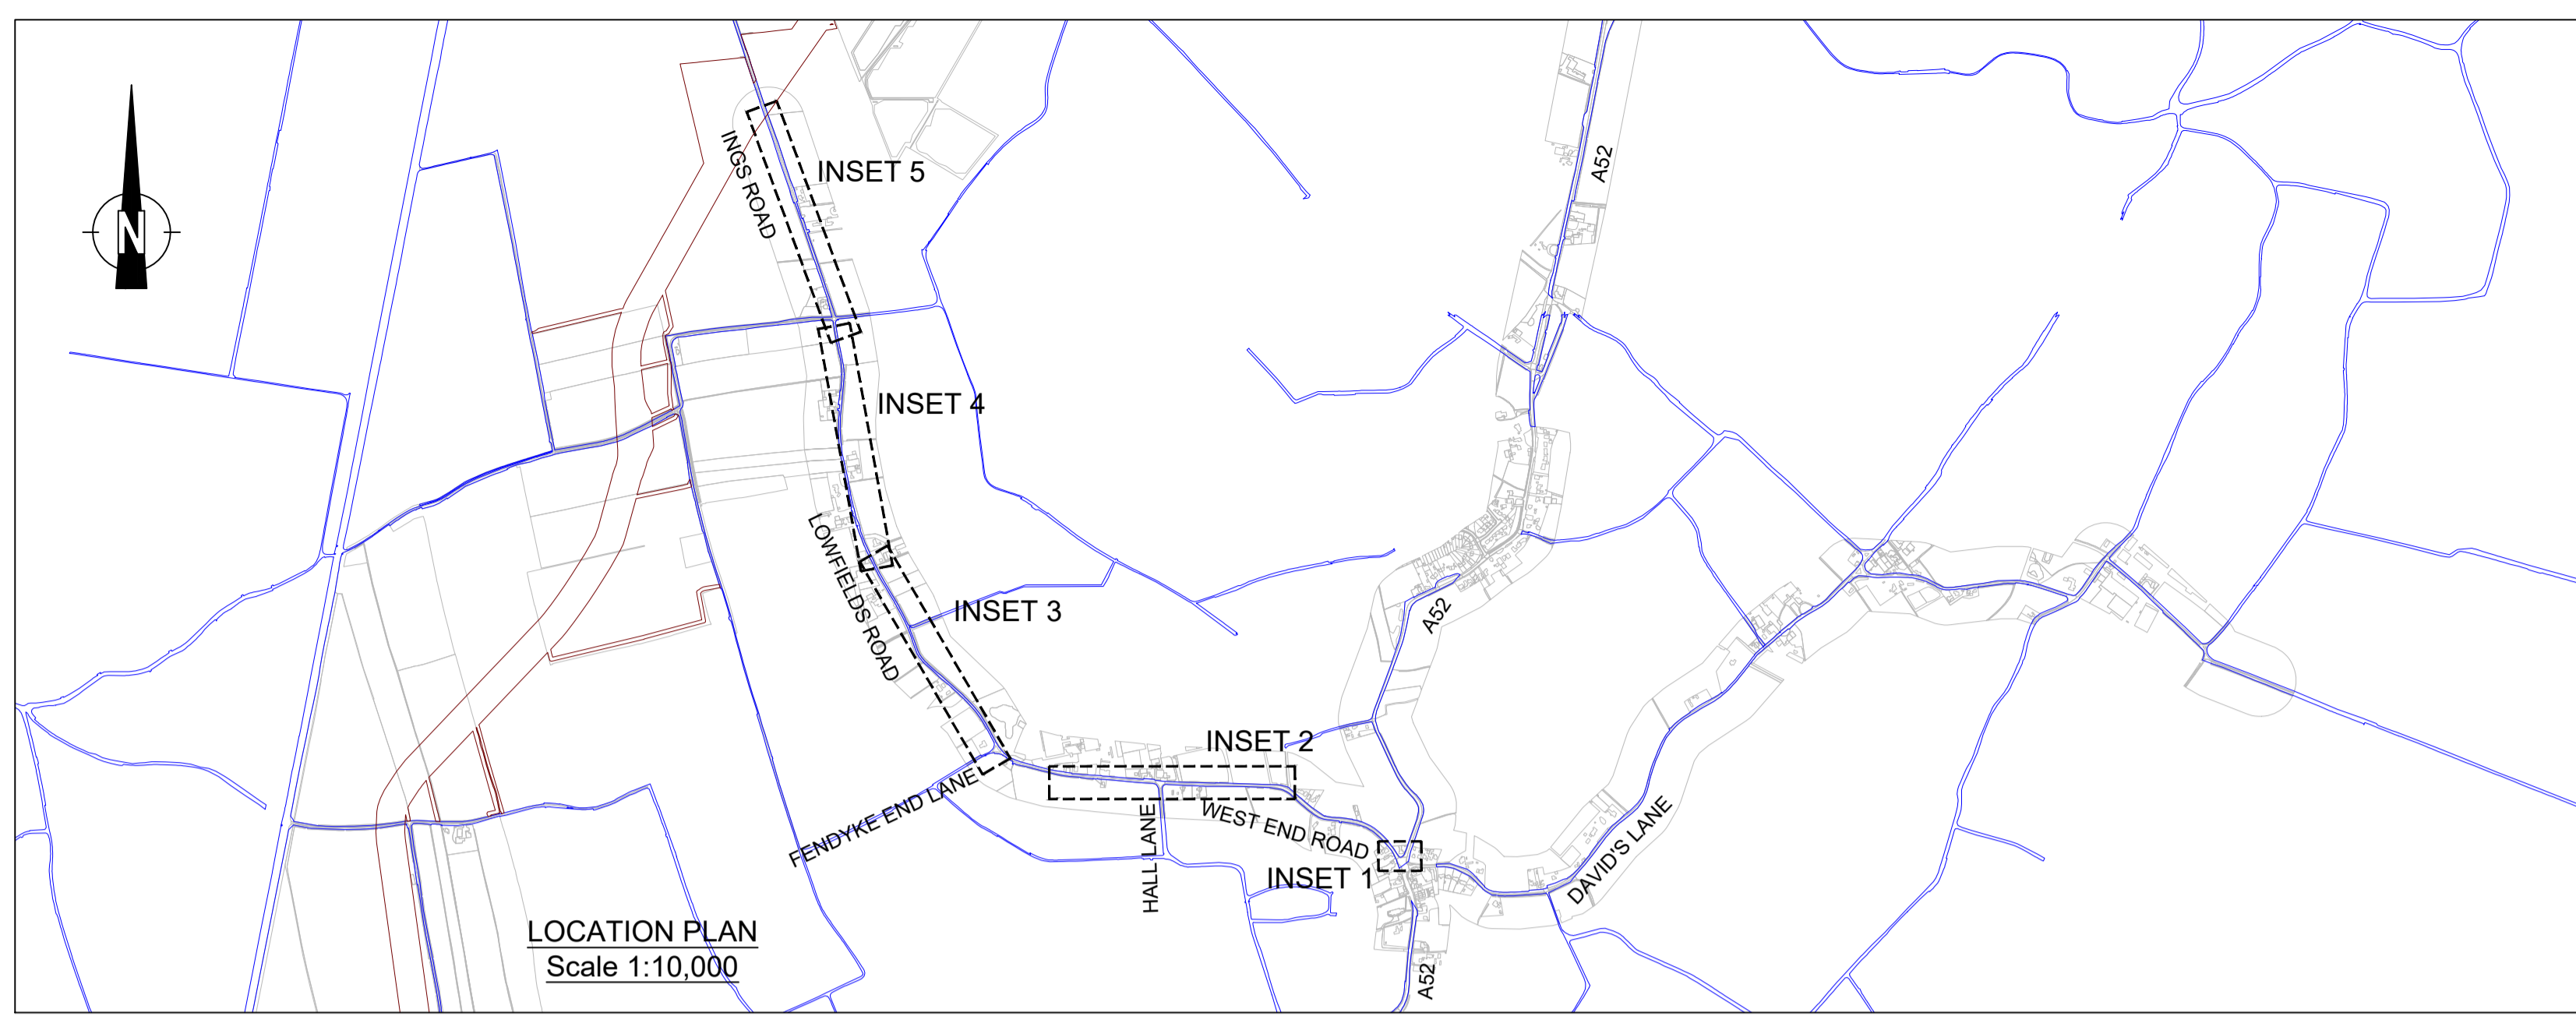 A52
INGS ROAD
INSET 5
N
INSET 4
LOWFIELDS ROAD
INSET 3
A52
INSET 2
FENDYKE END LANE
HALL LANE
WEST END ROAD
DAVID'S LANE
INSET 1
LOCATION PLAN
Scale 1:10,000
A52